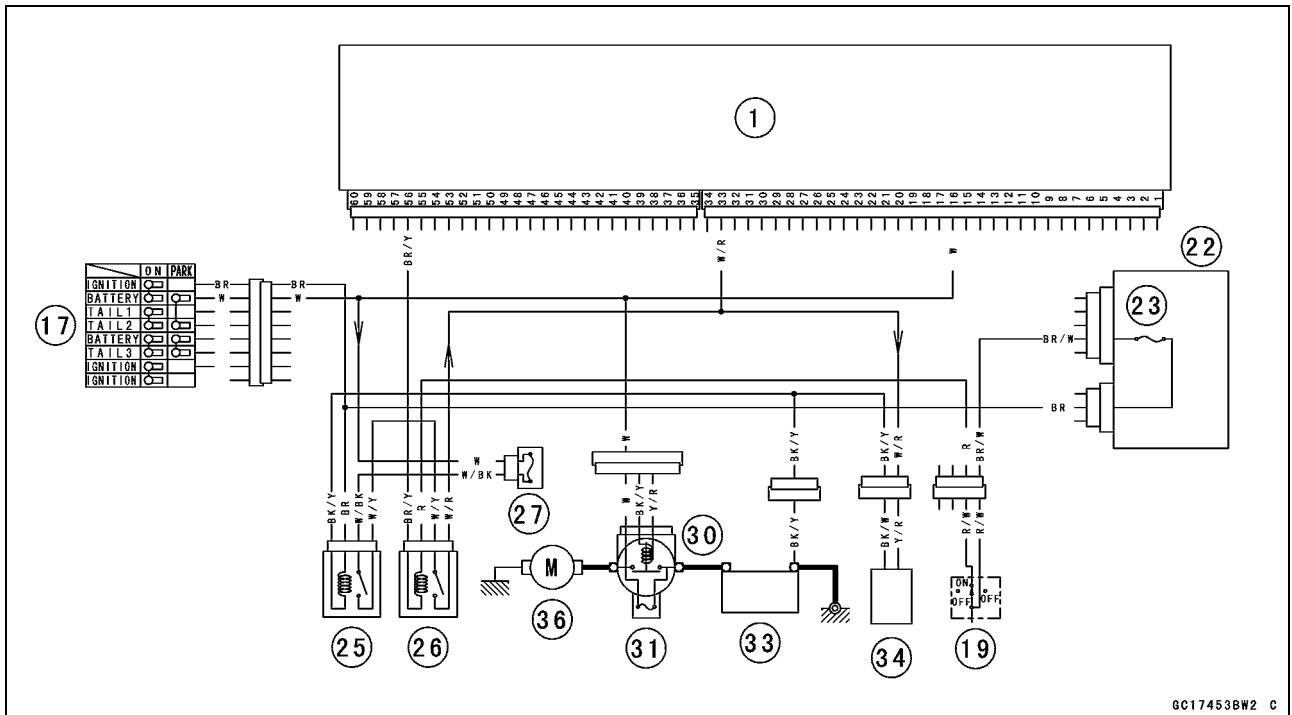 1
60 59 58 57 56 55 54 53 52 51 50 49 48 47 46 45 44 43 42 41 40 39 38 37 36 35 34 33 32 31 30 29 28 27 26 25 24 23 22 21 20 19 18 17 16 15 14 13 12 11 10 9 8 7 6 5 4 3 2 1
BR/Y
W/R
W
22
ON PARK
IGNITION
BATTERY
TAIL1
TAIL2
BATTERY
TAIL3
IGNITION
IGNITION
17
BR
W
BR
W
23
BR/W
BR
W
W/BK
27
BK/Y
BR
W/BK
W/Y
BR/Y
R
W/Y
W/R
W
W
BK/Y
Y/R
30
BK/Y
BK/Y
BK/Y
W/R
BK/W
Y/R
R
BR/W
R/W
R/W
ON
OFF
OFF
M
25
26
36
31
33
34
19
GC17453BW2 C